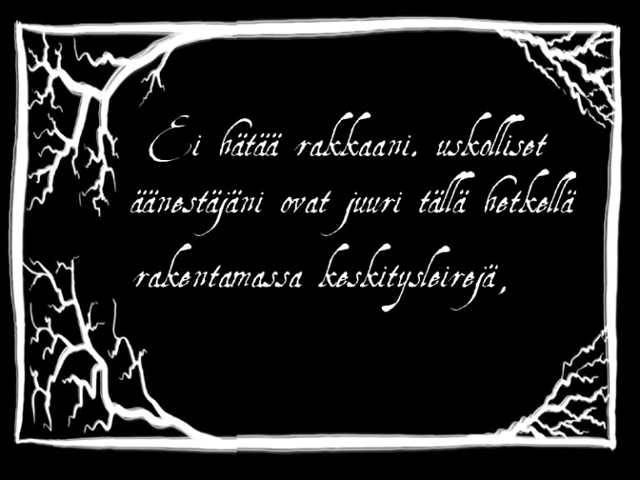 Ei hätää rakkaani. uskolliset
äänestäjäni ovat juuri tällä hetkellä
rakentamassa keskitysleirejä,